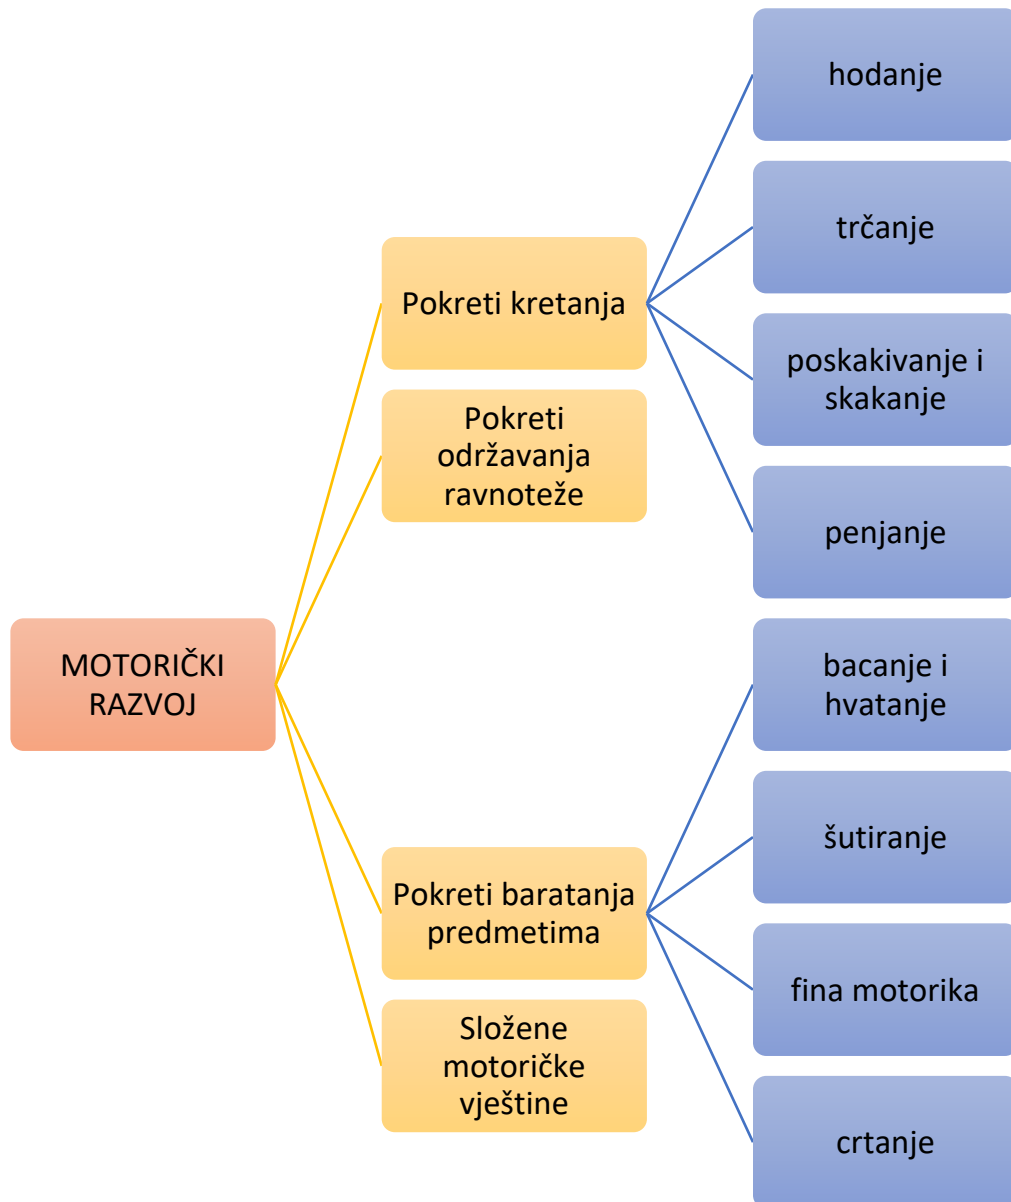 MOTORIČKI
RAZVOJ
Pokreti kretanja
hodanje
trčanje
poskakivanje i
skakanje
penjanje
Pokreti
održavanja
ravnoteže
Pokreti baratanja
predmetima
bacanje i
hvatanje
šutiranje
fina motorika
crtanje
Složene
motoričke
vještine